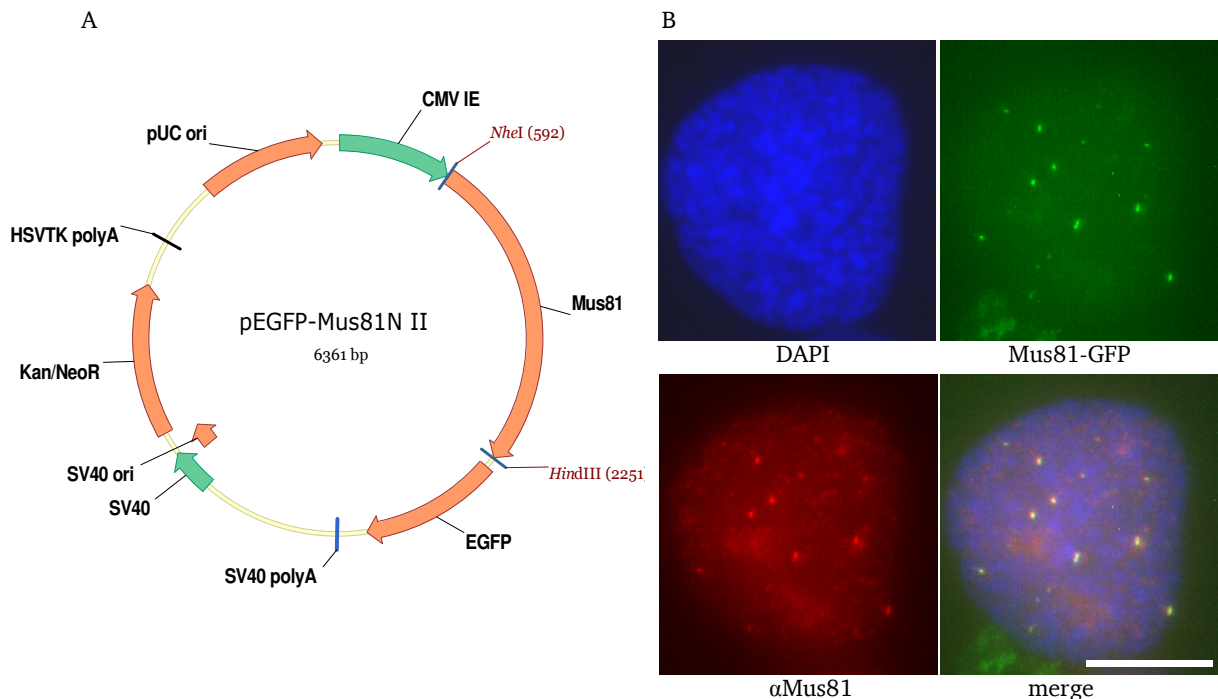 A
B
CMV IE
pUC ori
NheI (592)
HSVTK polyA
Mus81
pEGFP-Mus81N II
6361 bp
Kan/NeoR
SV40 ori
HindIII (2251)
SV40
EGFP
SV40 polyA
DAPI
Mus81-GFP
αMus81
merge